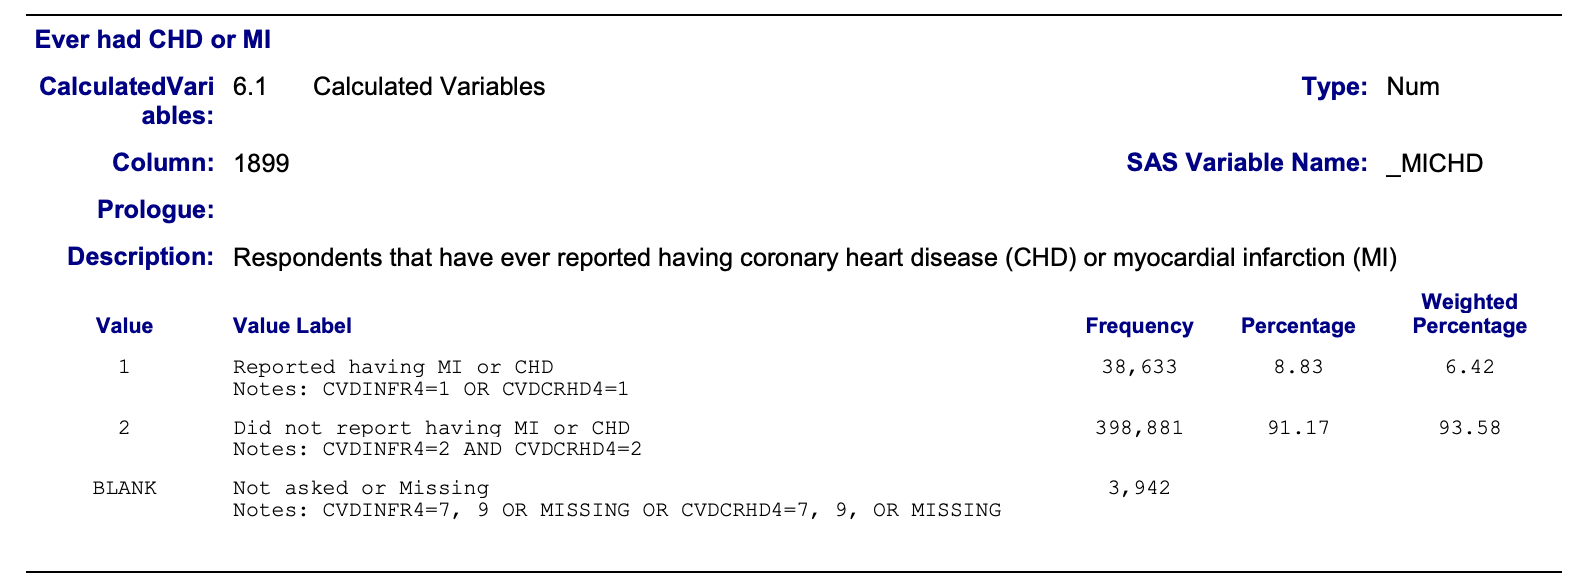 Ever had CHD or MI
CalculatedVari 6.1 Calculated Variables Type: Num
ables:
Column: 1899 SAS Variable Name: _MICHD
Prologue:
Description: Respondents that have ever reported having coronary heart disease (CHD) or myocardial infarction (MI)
Weighted
Value Value Label Frequency Percentage Percentage
1 Reported having MI or CHD 38,633 8.83 6.42
Notes: CVDINFR4=1 OR CVDCRHD4=1
2 Did not report having MI or CHD 398,881 91.17 93.58
Notes: CVDINFR4=2 AND CVDCRHD4=2
BLANK Not asked or Missing 3,942
Notes: CVDINFR4=7, 9 OR MISSING OR CVDCRHD4=7, 9, OR MISSING